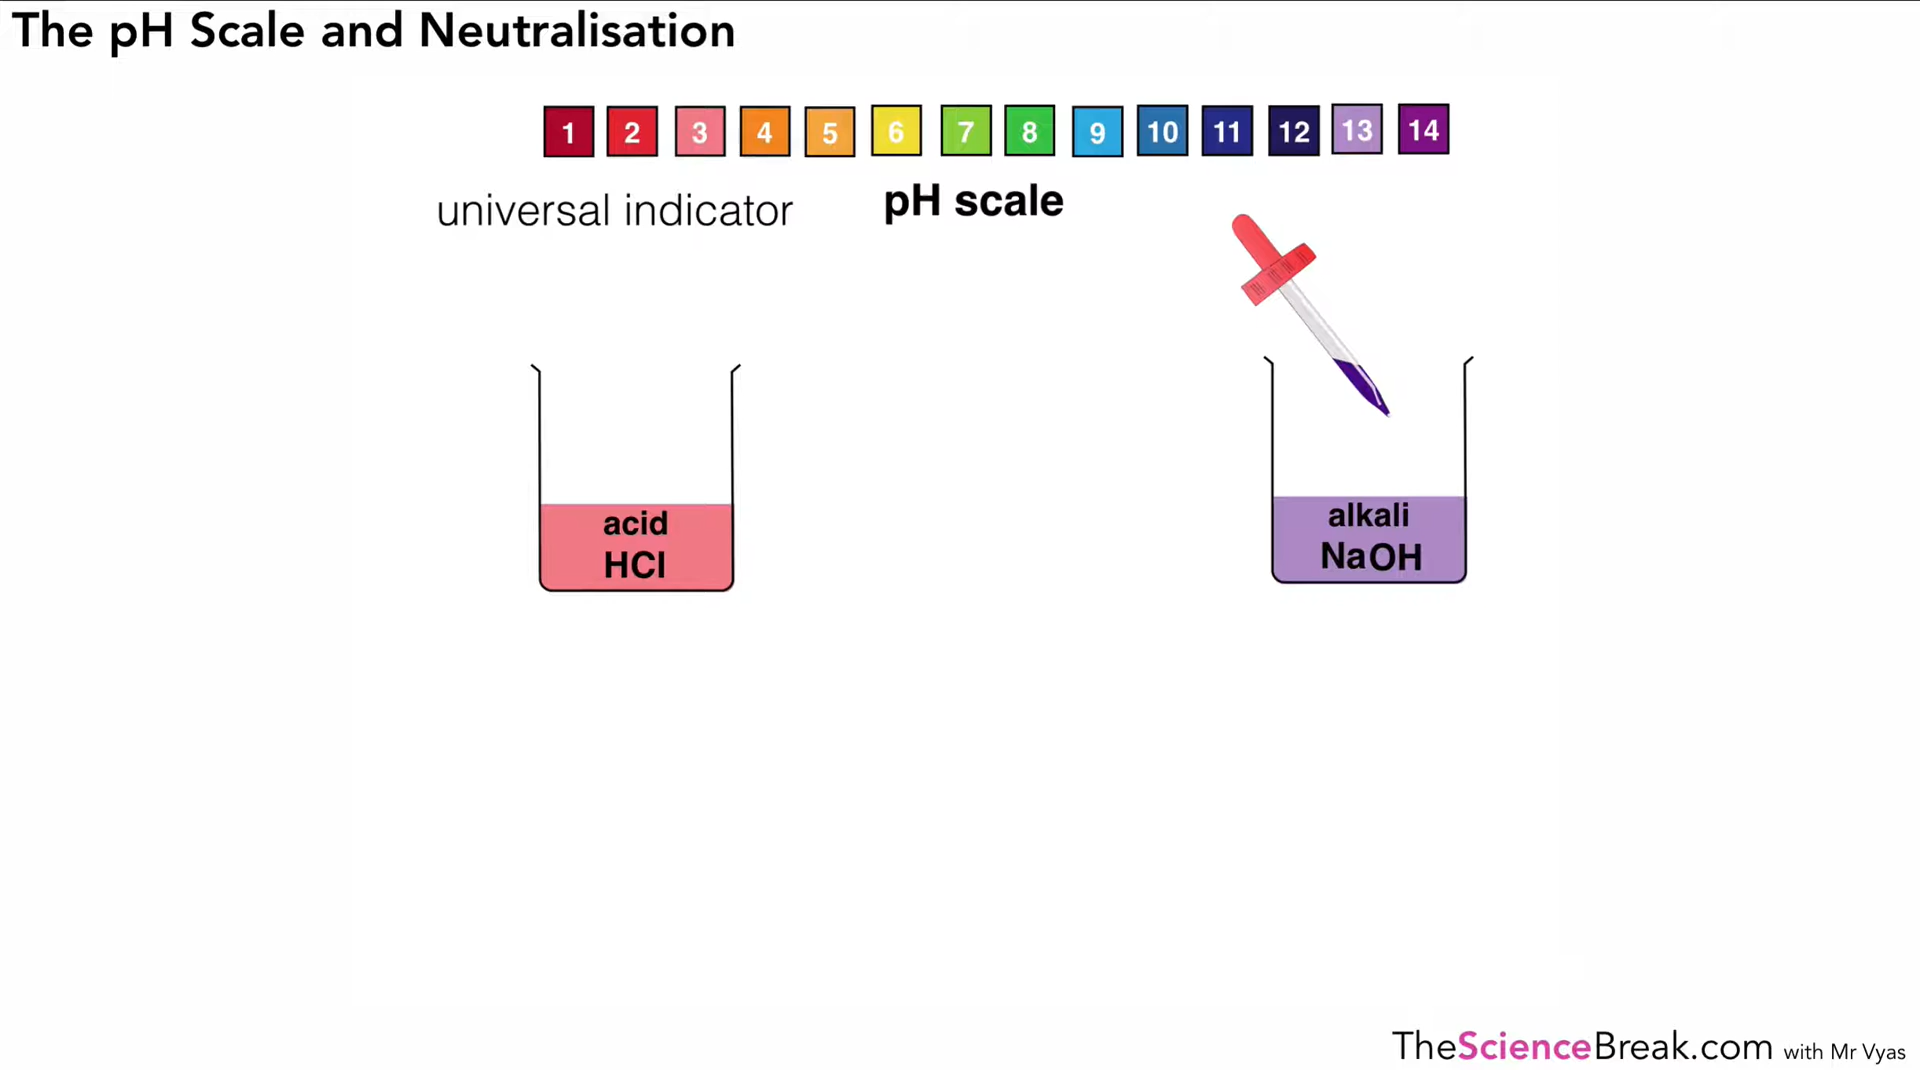 The pH Scale and Neutralisation
1 2 3 4 5 6 7 8 9 10 11 12 13 14
universal indicator
pH scale
acid
HCl
alkali
NaOH
TheScienceBreak.com with Mr Vyas